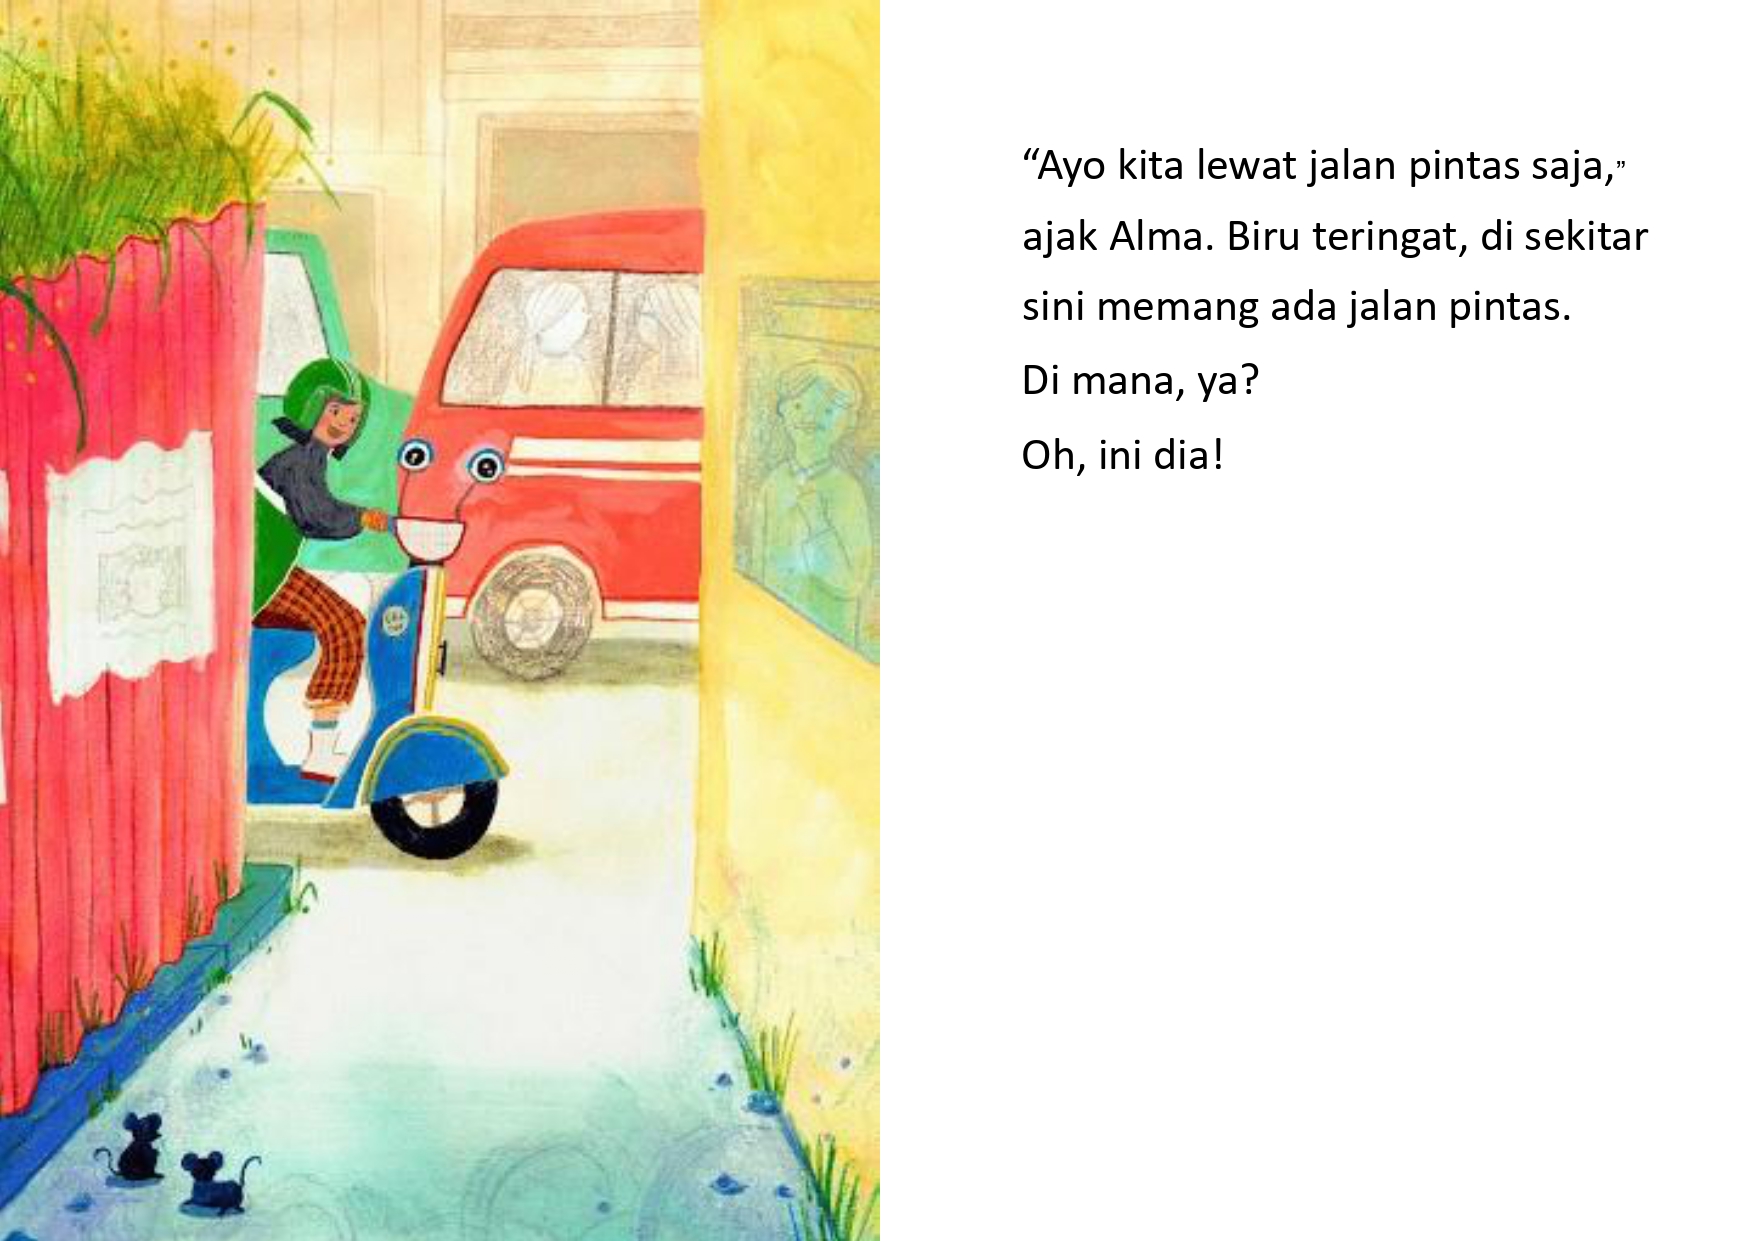 “Ayo kita lewat jalan pintas saja,”
ajak Alma. Biru teringat, di sekitar
sini memang ada jalan pintas.
Di mana, ya?
Oh, ini dia!